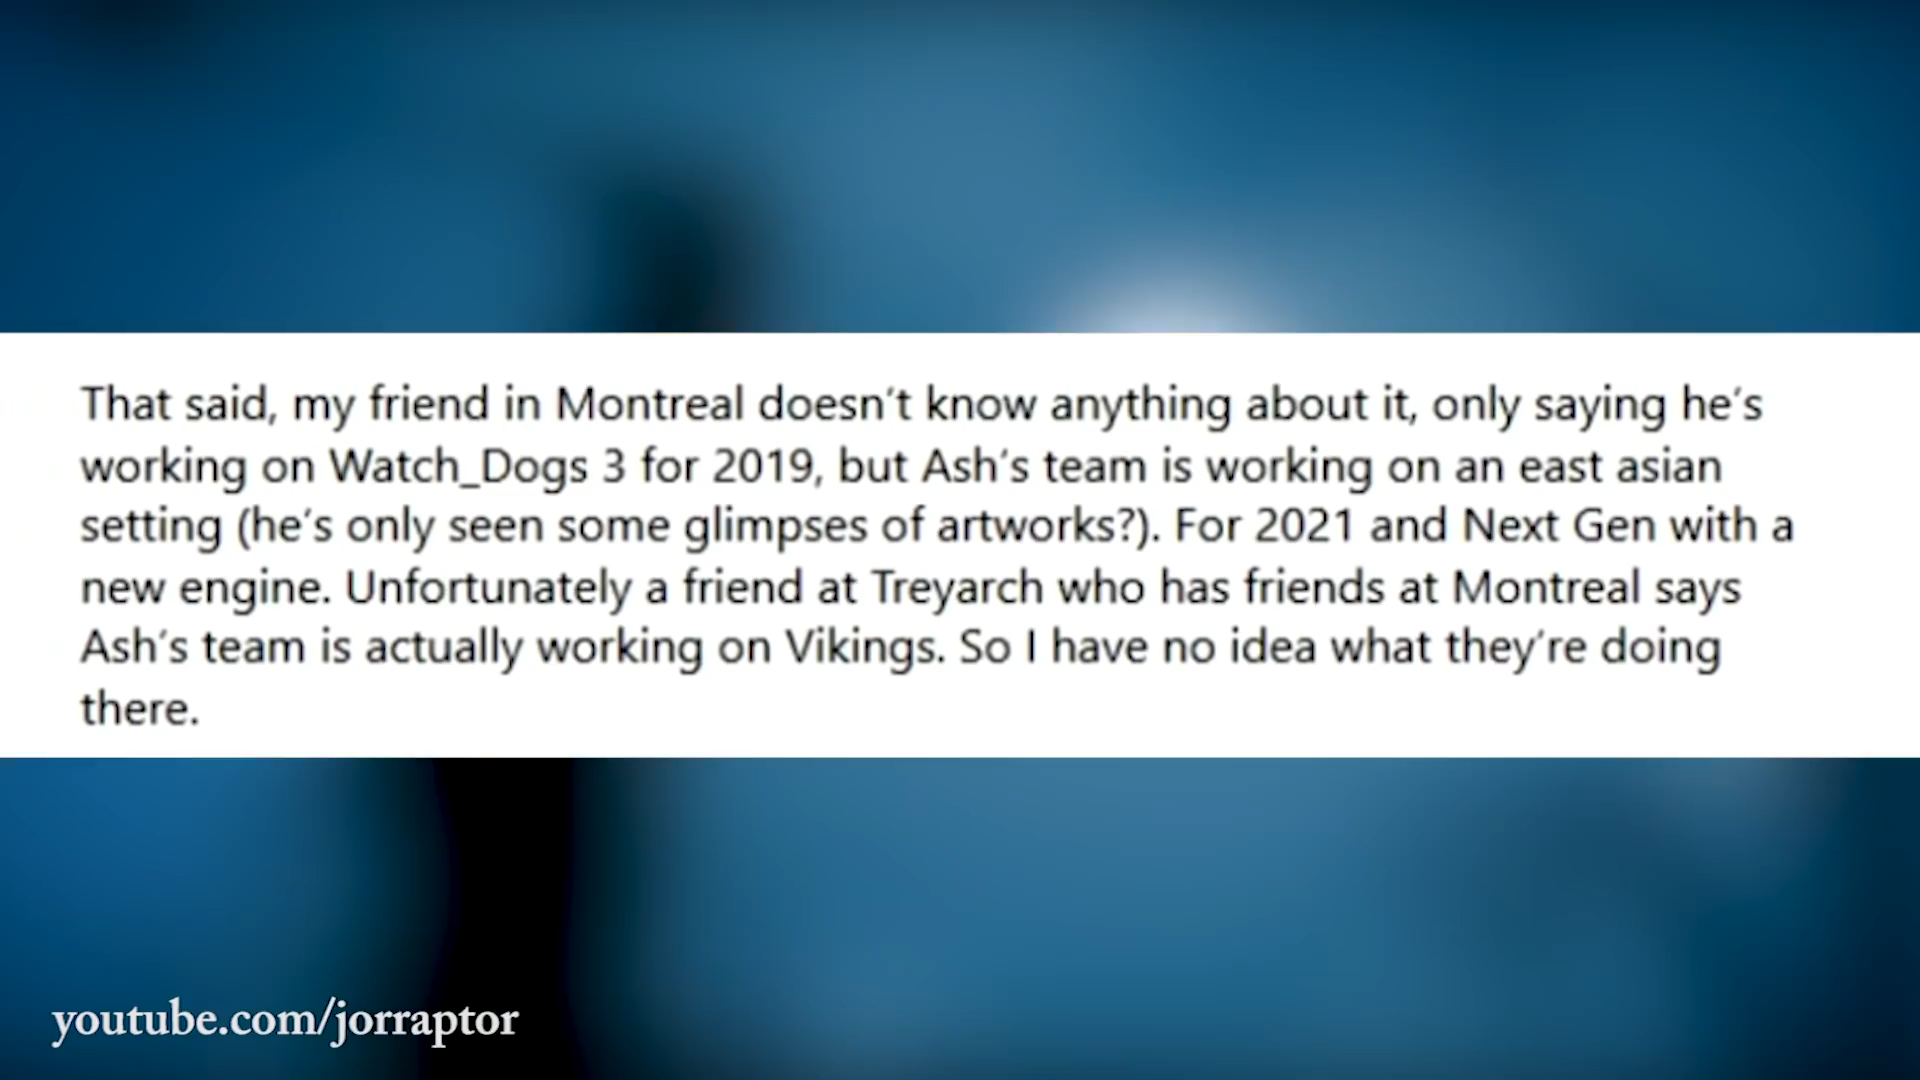 That said, my friend in Montreal doesn't know anything about it, only saying he's
working on Watch_Dogs 3 for 2019, but Ash's team is working on an east asian
setting (he's only seen some glimpses of artworks?). For 2021 and Next Gen with a
new engine. Unfortunately a friend at Treyarch who has friends at Montreal says
Ash's team is actually working on Vikings. So I have no idea what they're doing
there.
youtube.com/jorraptor